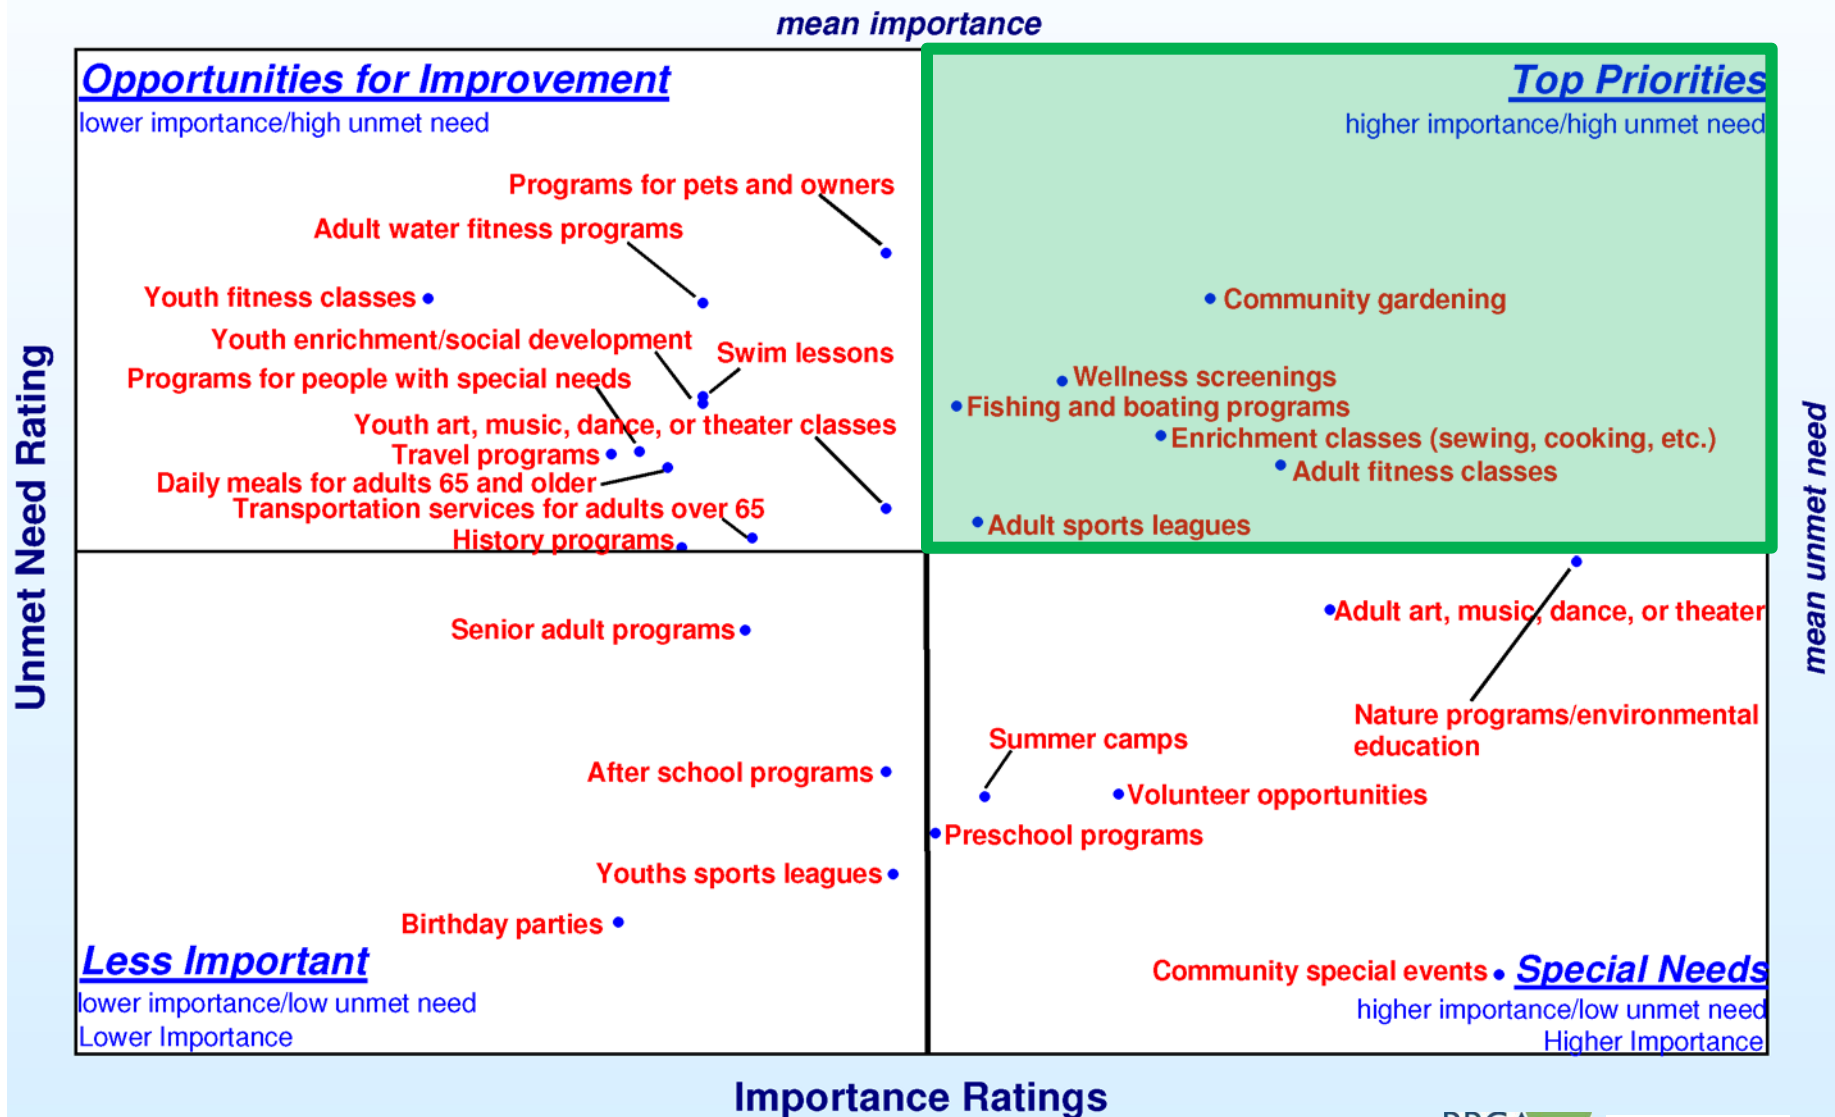 mean importance
Opportunities for Improvement
lower importance/high unmet need
Top Priorities
higher importance/high unmet need
Programs for pets and owners
Adult water fitness programs
Youth fitness classes
Community gardening
Youth enrichment/social development
Swim lessons
Programs for people with special needs
Wellness screenings
Fishing and boating programs
Youth art, music, dance, or theater classes
Enrichment classes (sewing, cooking, etc.)
Travel programs
Adult fitness classes
Daily meals for adults 65 and older
Transportation services for adults over 65
Adult sports leagues
History programs
Unmet Need Rating
mean unmet need
Adult art, music, dance, or theater
Senior adult programs
Nature programs/environmental
education
Summer camps
After school programs
Volunteer opportunities
Preschool programs
Youths sports leagues
Birthday parties
Less Important
lower importance/low unmet need
Lower Importance
Community special events
Special Needs
higher importance/low unmet need
Higher Importance
Importance Ratings